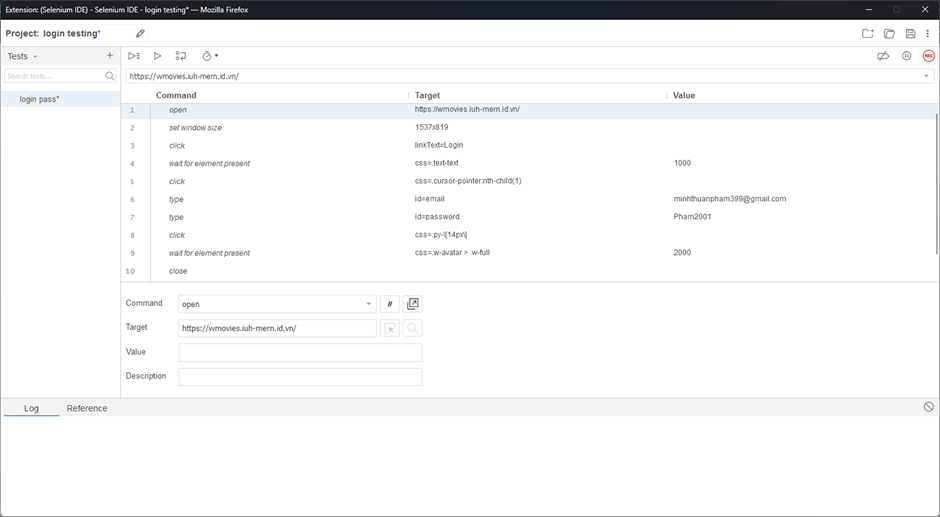 Extension: (Selenium IDE) - Selenium IDE - login testing* — Mozilla Firefox
Project: login testing*
Tests
Search tests...
login pass*
REC
https://wmovies.iuh-mern.id.vn/
Command Target Value
1 open https://wmovies.iuh-mern.id.vn/
2 set window size 1537x819
3 click linkText=Login
4 wait for element present css=.text-text 1000
5 click css=.cursor-pointer:nth-child(1)
6 type id=email minhthuanpham399@gmail.com
7 type id=password Pham2001
8 click css=.py-\[14px\]
9 wait for element present css=.w-avatar > .w-full 2000
10 close
Command open //
Target https://wmovies.iuh-mern.id.vn/
Value
Description
Log Reference